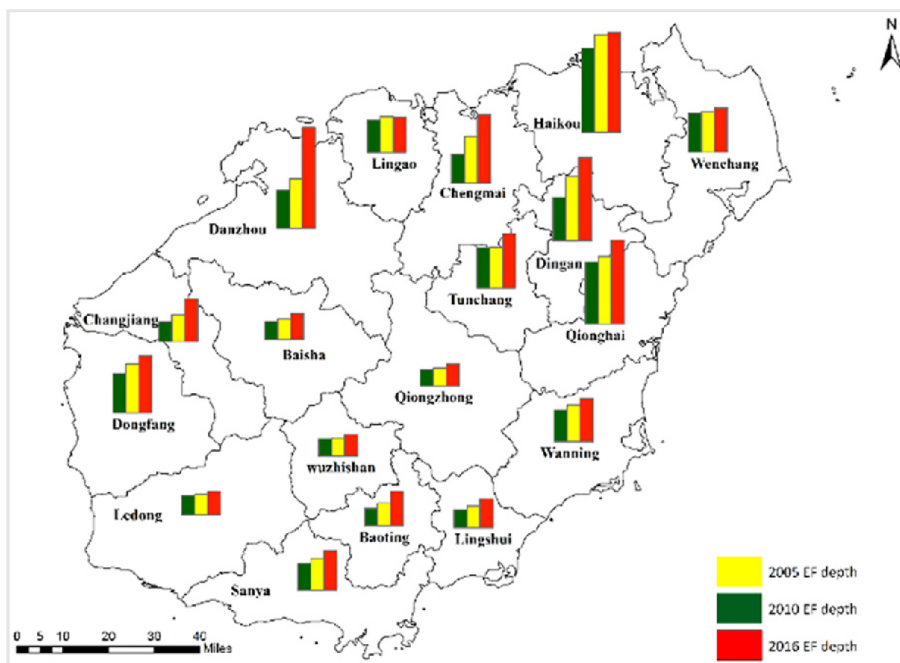 N
Haikou
Lingao
Wenchang
Chengmai
Danzhou
Dingan
Tunchang
Changjiang
Qionghai
Baisha
Qiongzhong
Dongfang
Wanning
wuzhishan
Ledong
Baoting
Lingshui
Sanya
2005 EF depth
2010 EF depth
2016 EF depth
0 5 10 20 30 40
Miles